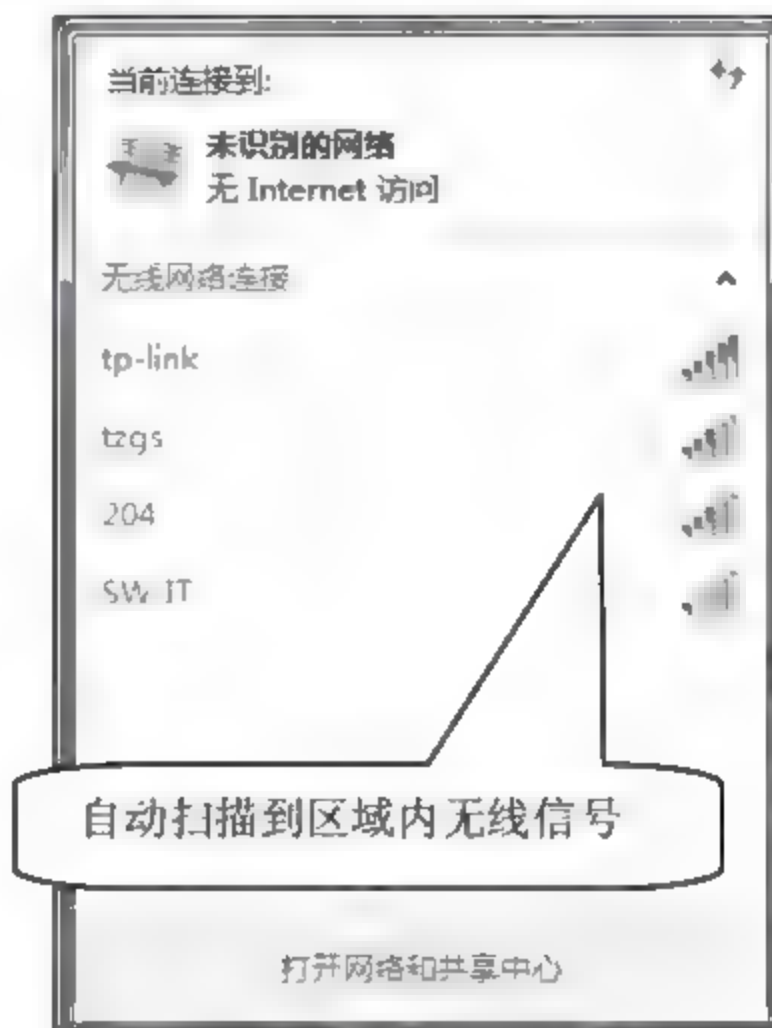 当前连接到:
未识别的网络
无 Internet 访问
无线网络连接
tp-link
tzgs
204
SW-IT
自动扫描到区域内无线信号
打开网络和共享中心